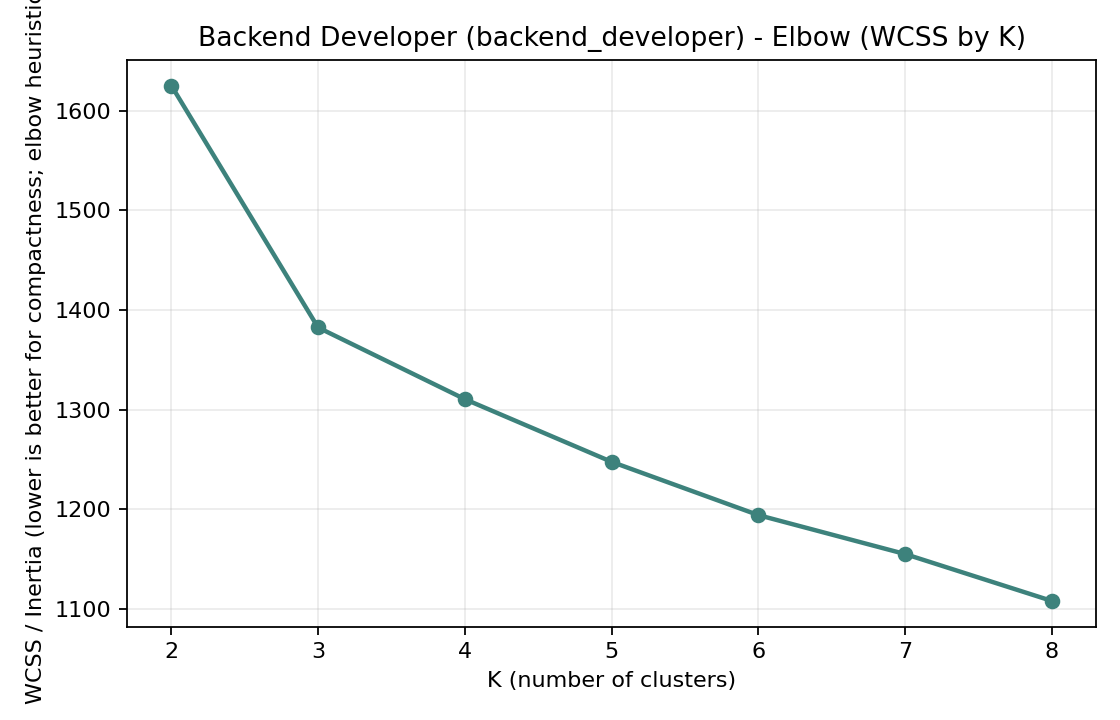 Backend Developer (backend_developer) - Elbow (WCSS by K)
WCSS / Inertia (lower is better for compactness; elbow heuristic
1600
1500
1400
1300
1200
1100
2 3 4 5 6 7 8
K (number of clusters)